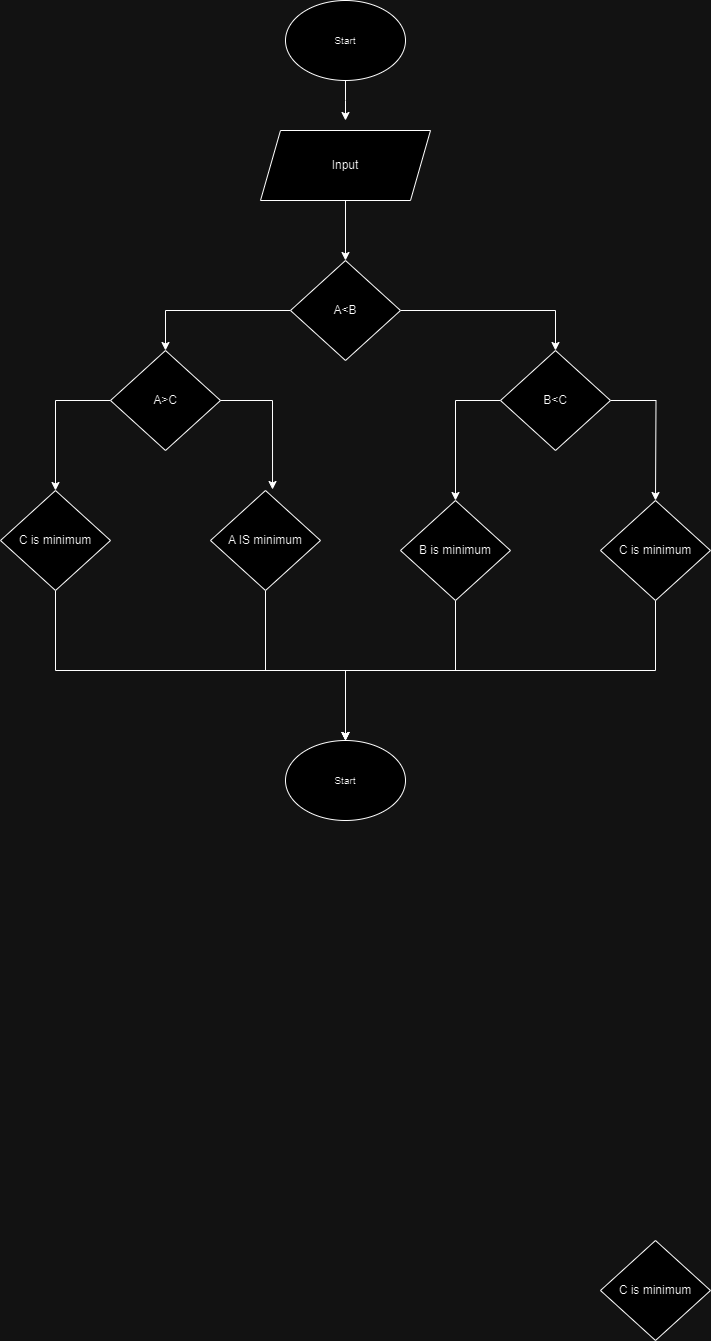 Start
Input
A<B
A>C
B<C
C is minimum
A IS minimum
B is minimum
C is minimum
Start
C is minimum